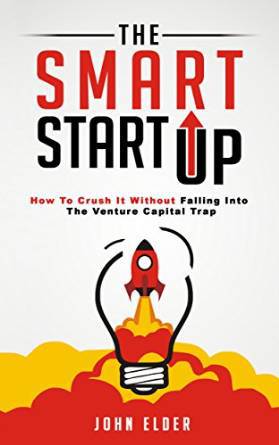 THE
SMART
START UP
How To Crush It Without Falling Into
The Venture Capital Trap
JOHN ELDER